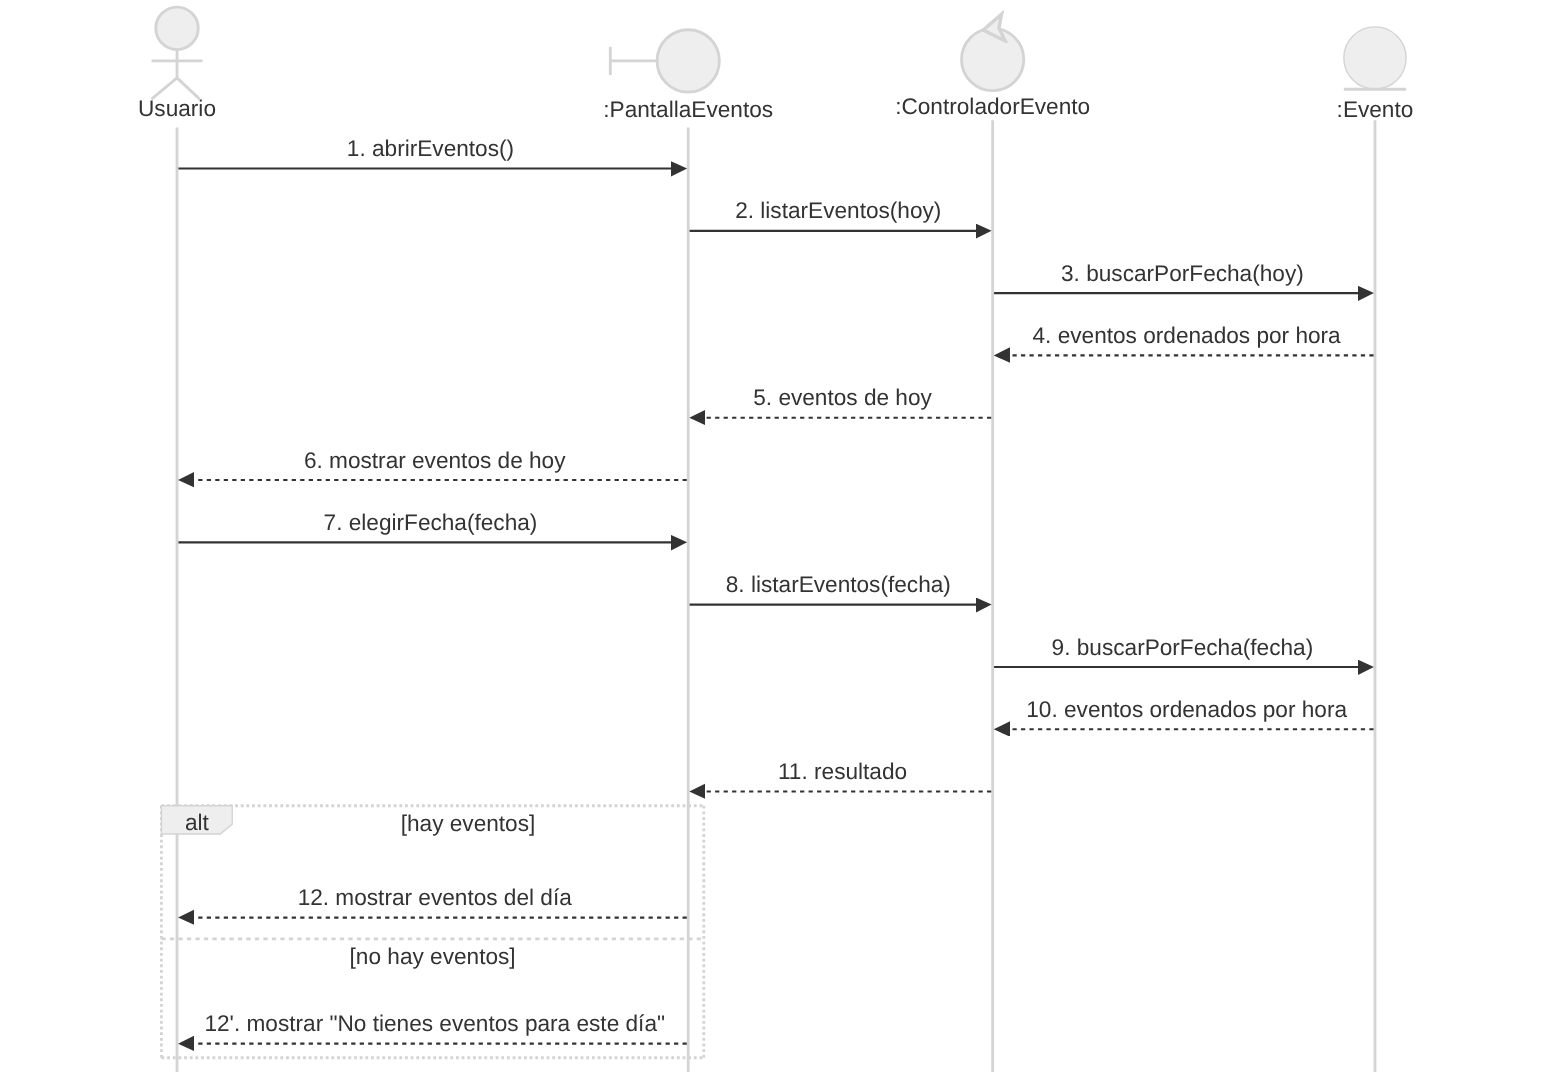 Usuario
:PantallaEventos
:ControladorEvento
:Evento
1. abrirEventos()
2. listarEventos(hoy)
3. buscarPorFecha(hoy)
4. eventos ordenados por hora
5. eventos de hoy
6. mostrar eventos de hoy
7. elegirFecha(fecha)
8. listarEventos(fecha)
9. buscarPorFecha(fecha)
10. eventos ordenados por hora
11. resultado
alt
[hay eventos]
12. mostrar eventos del día
[no hay eventos]
12'. mostrar "No tienes eventos para este día"